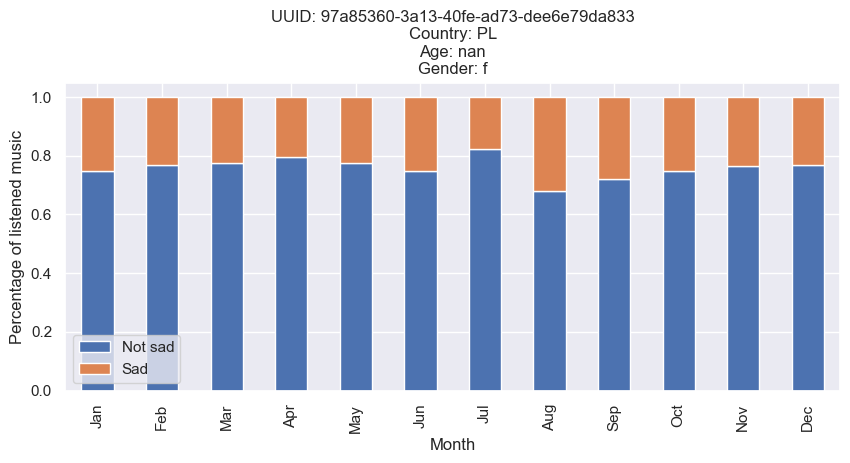 UUID: 97a85360-3a13-40fe-ad73-dee6e79da833
Country: PL
Age: nan
Gender: f
Percentage of listened music
1.0
0.8
0.6
0.4
0.2
0.0
Not sad
Sad
Jan
Feb
Mar
Apr
May
Jun
Jul
Aug
Sep
Oct
Nov
Dec
Month